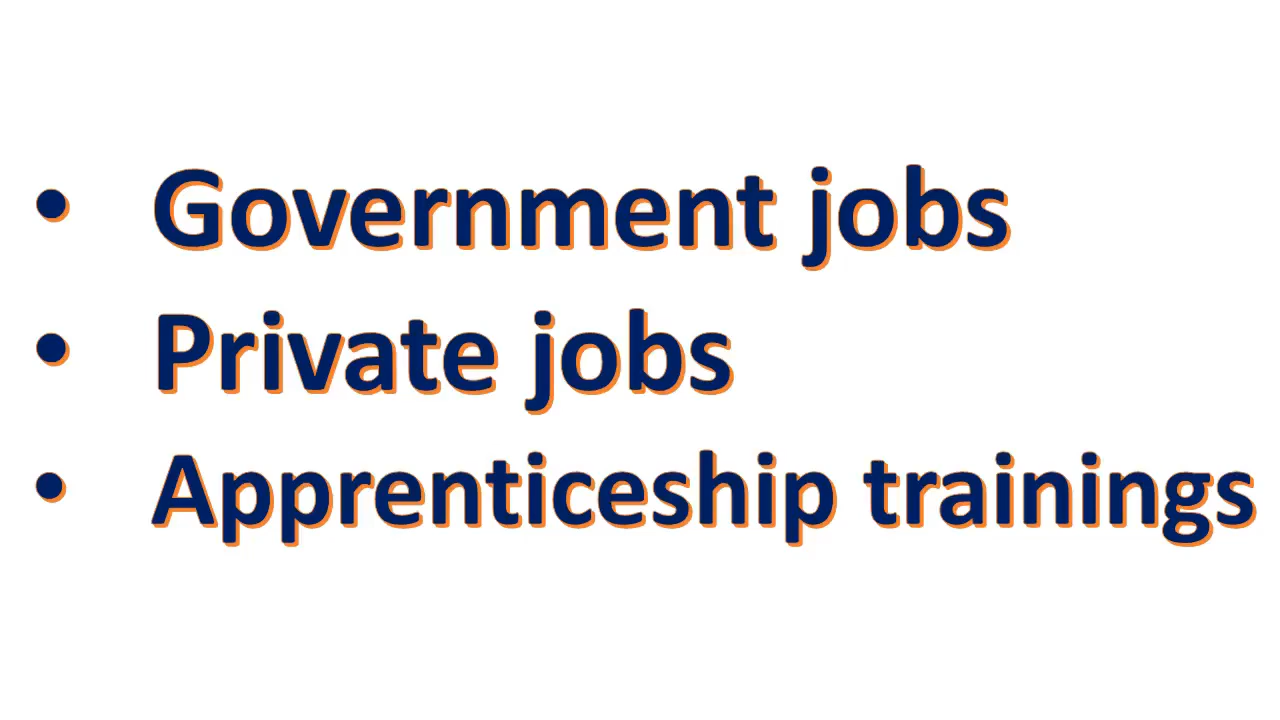 • Government jobs
• Private jobs
• Apprenticeship trainings